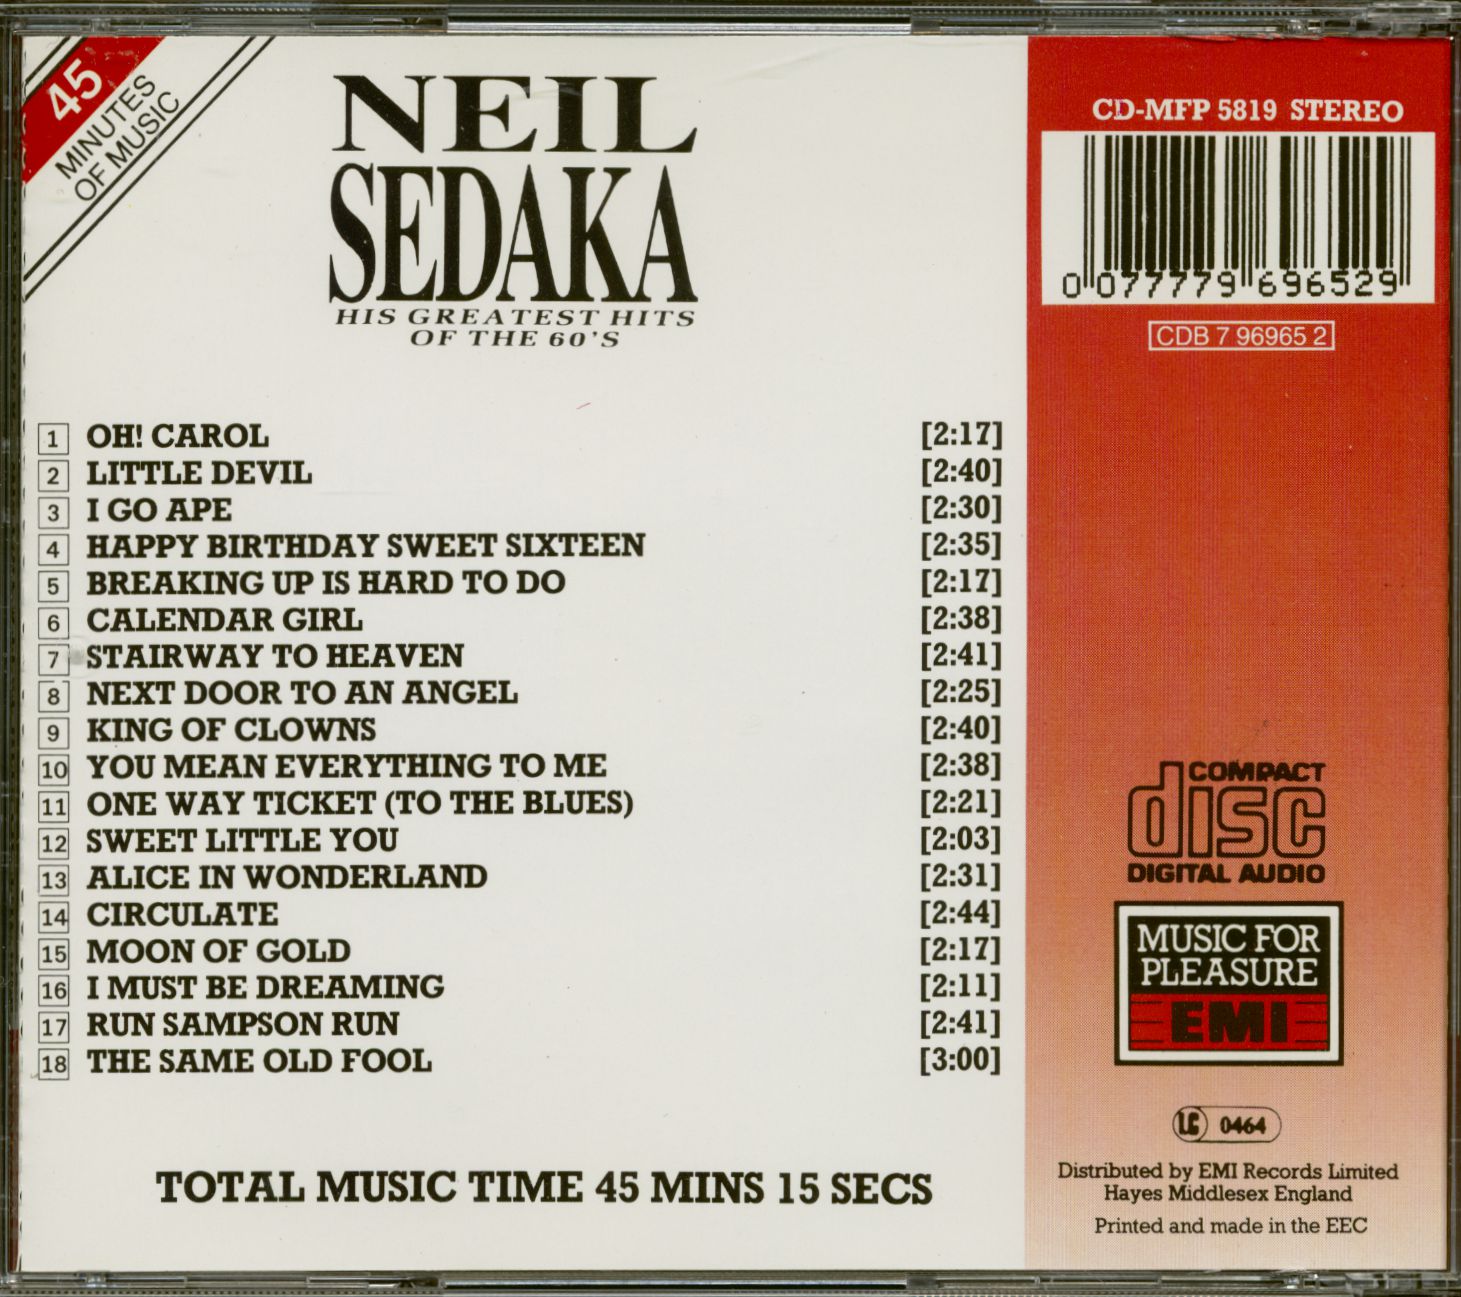 45
MINUTES
OF MUSIC
NEIL
SEDAKA
HIS GREATEST HITS
OF THE 60'S
1 OH! CAROL [2:17]
2 LITTLE DEVIL [2:40]
3 I GO APE [2:30]
4 HAPPY BIRTHDAY SWEET SIXTEEN [2:35]
5 BREAKING UP IS HARD TO DO [2:17]
6 CALENDAR GIRL [2:38]
7 STAIRWAY TO HEAVEN [2:41]
8 NEXT DOOR TO AN ANGEL [2:25]
9 KING OF CLOWNS [2:40]
10 YOU MEAN EVERYTHING TO ME [2:38]
11 ONE WAY TICKET (TO THE BLUES) [2:21]
12 SWEET LITTLE YOU [2:03]
13 ALICE IN WONDERLAND [2:31]
14 CIRCULATE [2:44]
15 MOON OF GOLD [2:17]
16 I MUST BE DREAMING [2:11]
17 RUN SAMPSON RUN [2:41]
18 THE SAME OLD FOOL [3:00]
TOTAL MUSIC TIME 45 MINS 15 SECS
CD-MFP 5819 STEREO
0 077779 696529
CDB 7 96965 2
COMPACT
disc
DIGITAL AUDIO
MUSIC FOR
PLEASURE
EMI
LC 0464
Distributed by EMI Records Limited
Hayes Middlesex England
Printed and made in the EEC